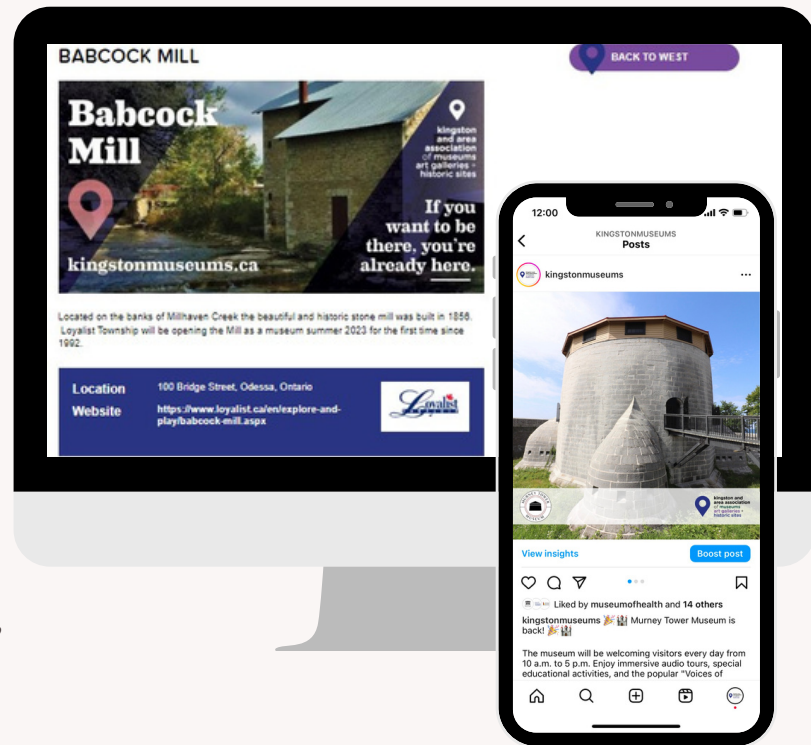 BABCOCK MILL
BACK TO WEST
Babcock
Mill
kingston
and area
association
of museums
art galleries +
historic sites
If you
want to be
there, you're
already here.
kingstonmuseums.ca
Located on the banks of Millhaven Creek the beautiful and historic stone mill was built in 1856.
Loyalist Township will be opening the Mill as a museum summer 2023 for the first time since
1992.
Location
100 Bridge Street, Odessa, Ontario
Website
https://www.loyalist.ca/en/explore-and-
play/babcock-mill.aspx
Loyalist
12:00
KINGSTONMUSEUMS
Posts
kingstonmuseums
kingston and
area association
of museums
art galleries +
historic sites
View insights
Boost post
Liked by museumofhealth and 14 others
kingstonmuseums 🎉🏰 Murney Tower Museum is
back! 🎉🏰
The museum will be welcoming visitors every day from
10 a.m. to 5 p.m. Enjoy immersive audio tours, special
educational activities, and the popular "Voices of